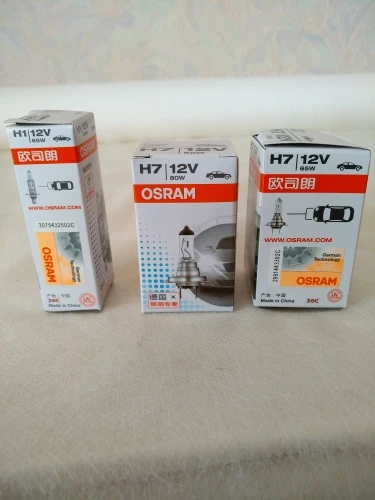 H1 12V
65W
欧司朗
WWW.OSRAM.COM
3075432502C
OSRAM
German
Technology
产地:中国
Made in China
H7 12V
80W
OSRAM
H7 12V
65W
欧司朗
WWW.OSRAM.COM
German
Technology
OSRAM
产地:中国
Made in China